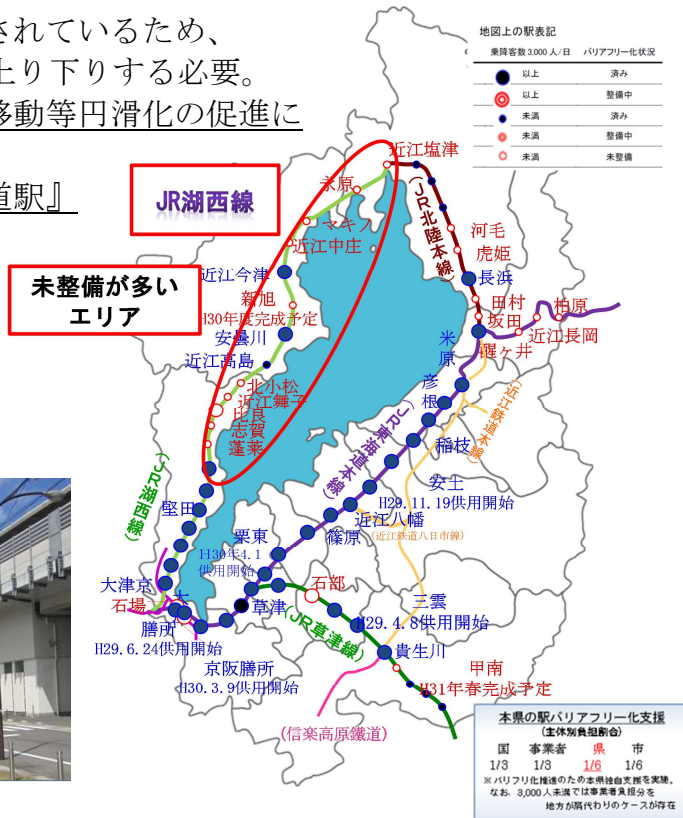 されているため、
上り下りする必要。
移動等円滑化の促進に
道駅』
地図上の駅表記
乗降客数3,000人/日 バリアフリー化状況
以上 済み
以上 整備中
未満 済み
未満 整備中
未満 未整備
JR湖西線
未整備が多い
エリア
近江塩津
永原
マキノ
近江中庄
近江今津
新旭
H30年度完成予定
安曇川
近江高島
北小松
近江舞子
比良
志賀
蓬莱
(JR湖西線)
堅田
大津京
石場
大
膳所
H29.6.24供用開始
京阪膳所
H30.3.9供用開始
(JR北陸本線)
河毛
虎姫
長浜
田村
坂田
柏原
近江長岡
醒ヶ井
米原
彦根
(近江鉄道本線)
(JR東海道本線)
稲枝
安土
H29.11.19供用開始
近江八幡
(近江鉄道八日市線)
篠原
栗東
H30年4.1
供用開始
草津
石部
(JR草津線)
三雲
H29.4.8供用開始
貴生川
甲南
H31年春完成予定
(信楽高原鐵道)
本県の駅バリアフリー化支援
(主体別負担割合)
国 事業者 県 市
1/3 1/3 1/6 1/6
※バリフリ化推進のため本県独自支援を実施。
なお、3,000人未満では事業者負担分を
地方が肩代わりのケースが存在